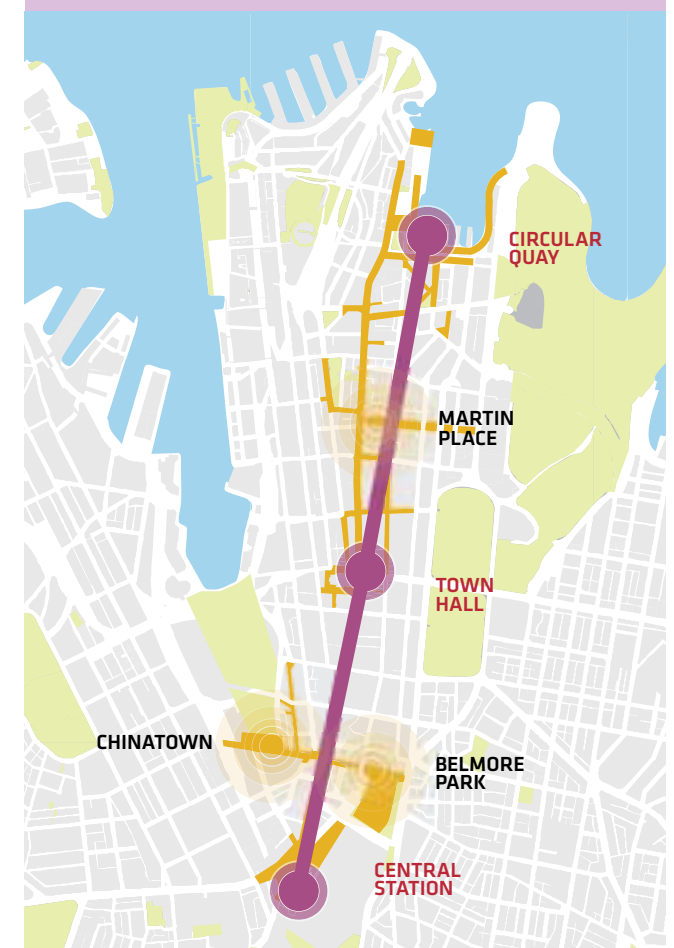 CIRCULAR
QUAY
MARTIN
PLACE
TOWN
HALL
CHINATOWN
BELMORE
PARK
CENTRAL
STATION